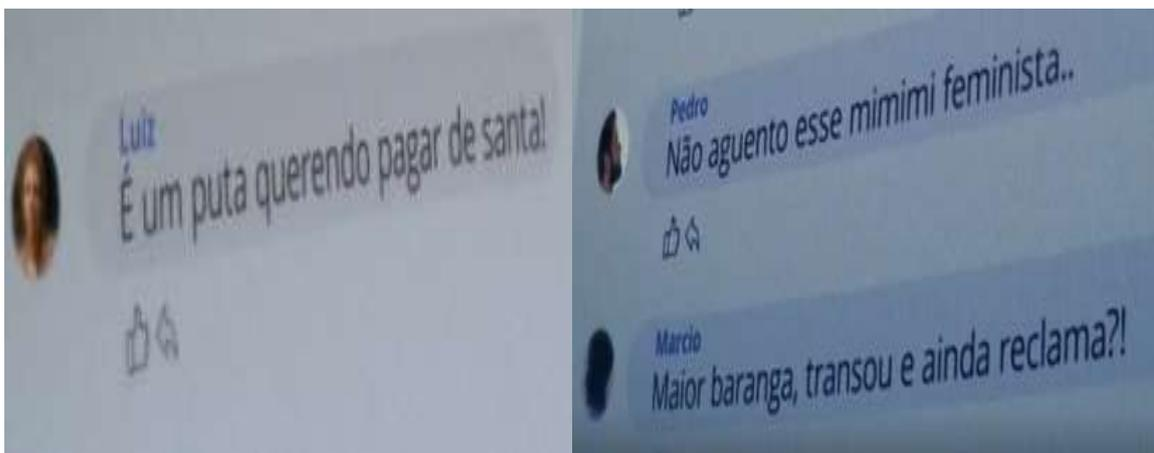 Luiz
É um puta querendo pagar de santa!
Pedro
Não aguento esse mimimi feminista..
Marcio
Maior baranga, transou e ainda reclama?!